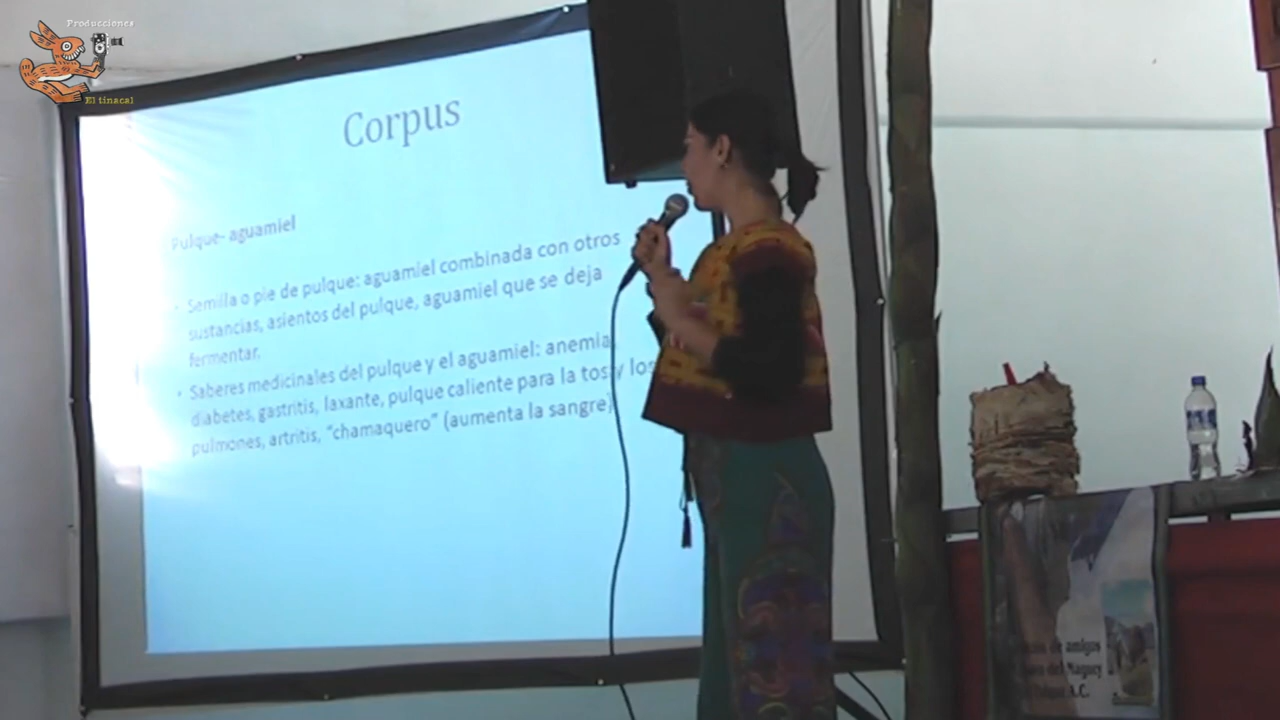 Producciones
El tinacal
Corpus
Pulque- aguamiel
• Semilla o pie de pulque: aguamiel combinada con otros
sustancias, asientos del pulque, aguamiel que se deja
fermentar.
• Saberes medicinales del pulque y el aguamiel: anemia,
diabetes, gastritis, laxante, pulque caliente para la tos y los
pulmones, artritis, “chamaquero” (aumenta la sangre)
de amigos
del Maguey
A.C.